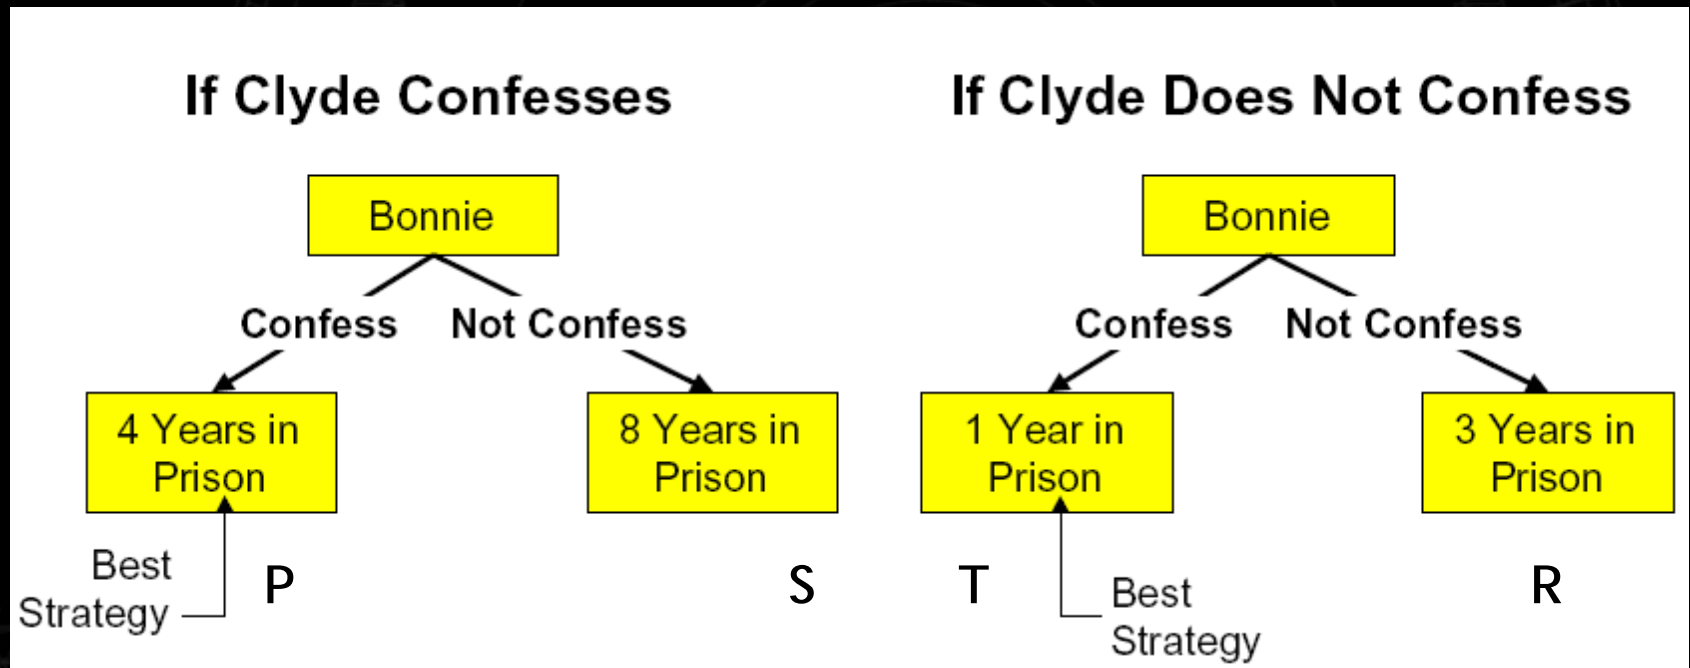 If Clyde Confesses
Bonnie
Confess
Not Confess
4 Years in
Prison
8 Years in
Prison
Best
Strategy
P
S
If Clyde Does Not Confess
Bonnie
Confess
Not Confess
1 Year in
Prison
3 Years in
Prison
T
Best
Strategy
R